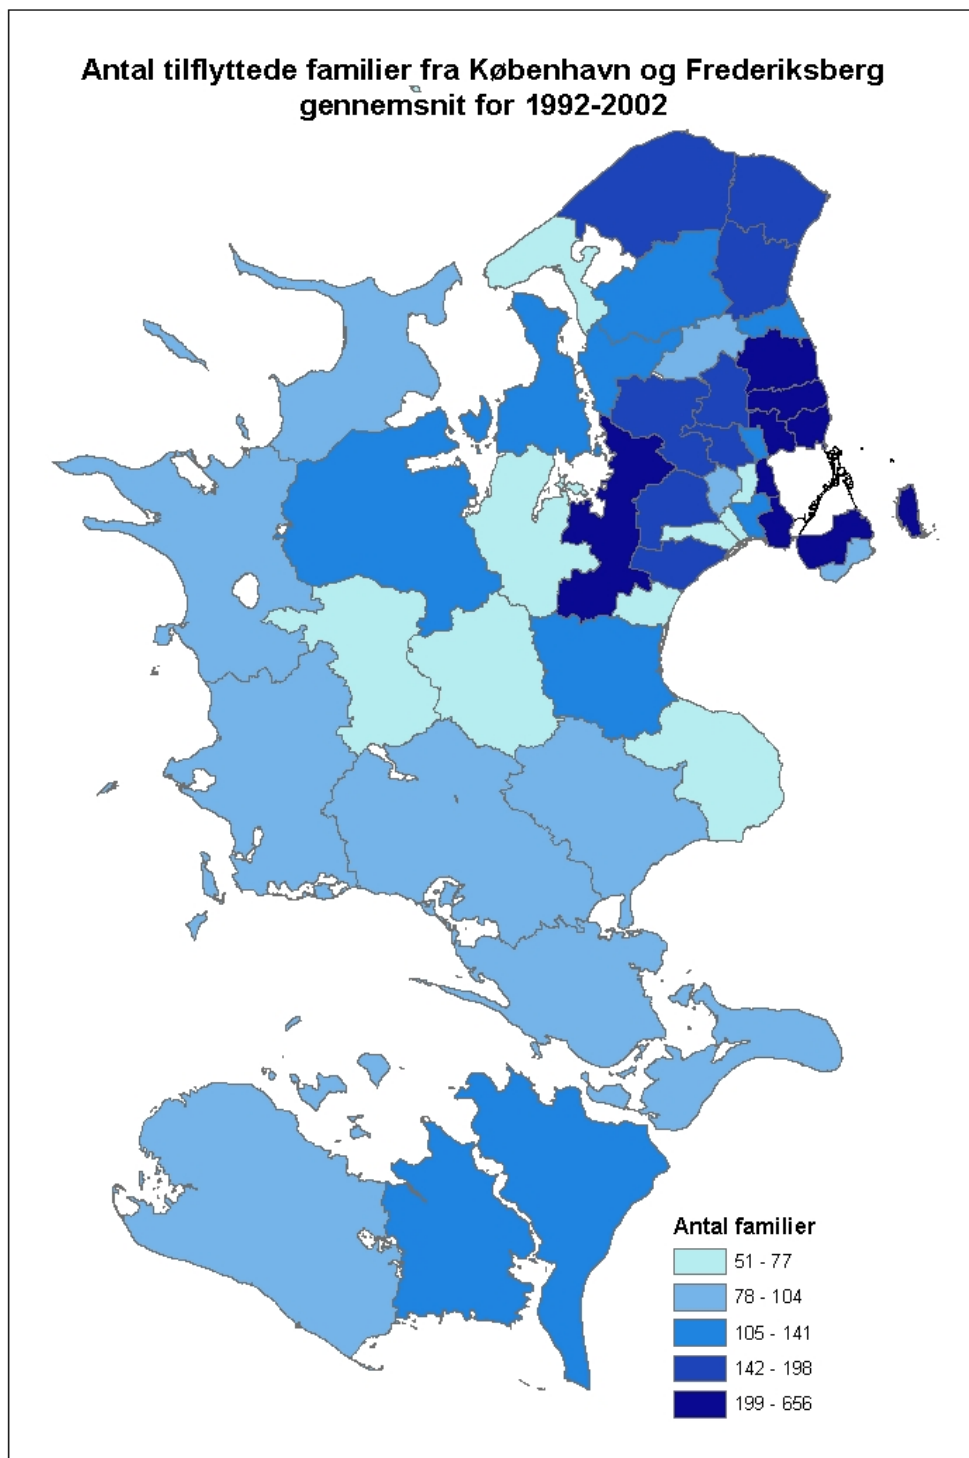 Antal tilflyttede familier fra København og Frederiksberg
gennemsnit for 1992-2002
Antal familier
51 - 77
78 - 104
105 - 141
142 - 198
199 - 656